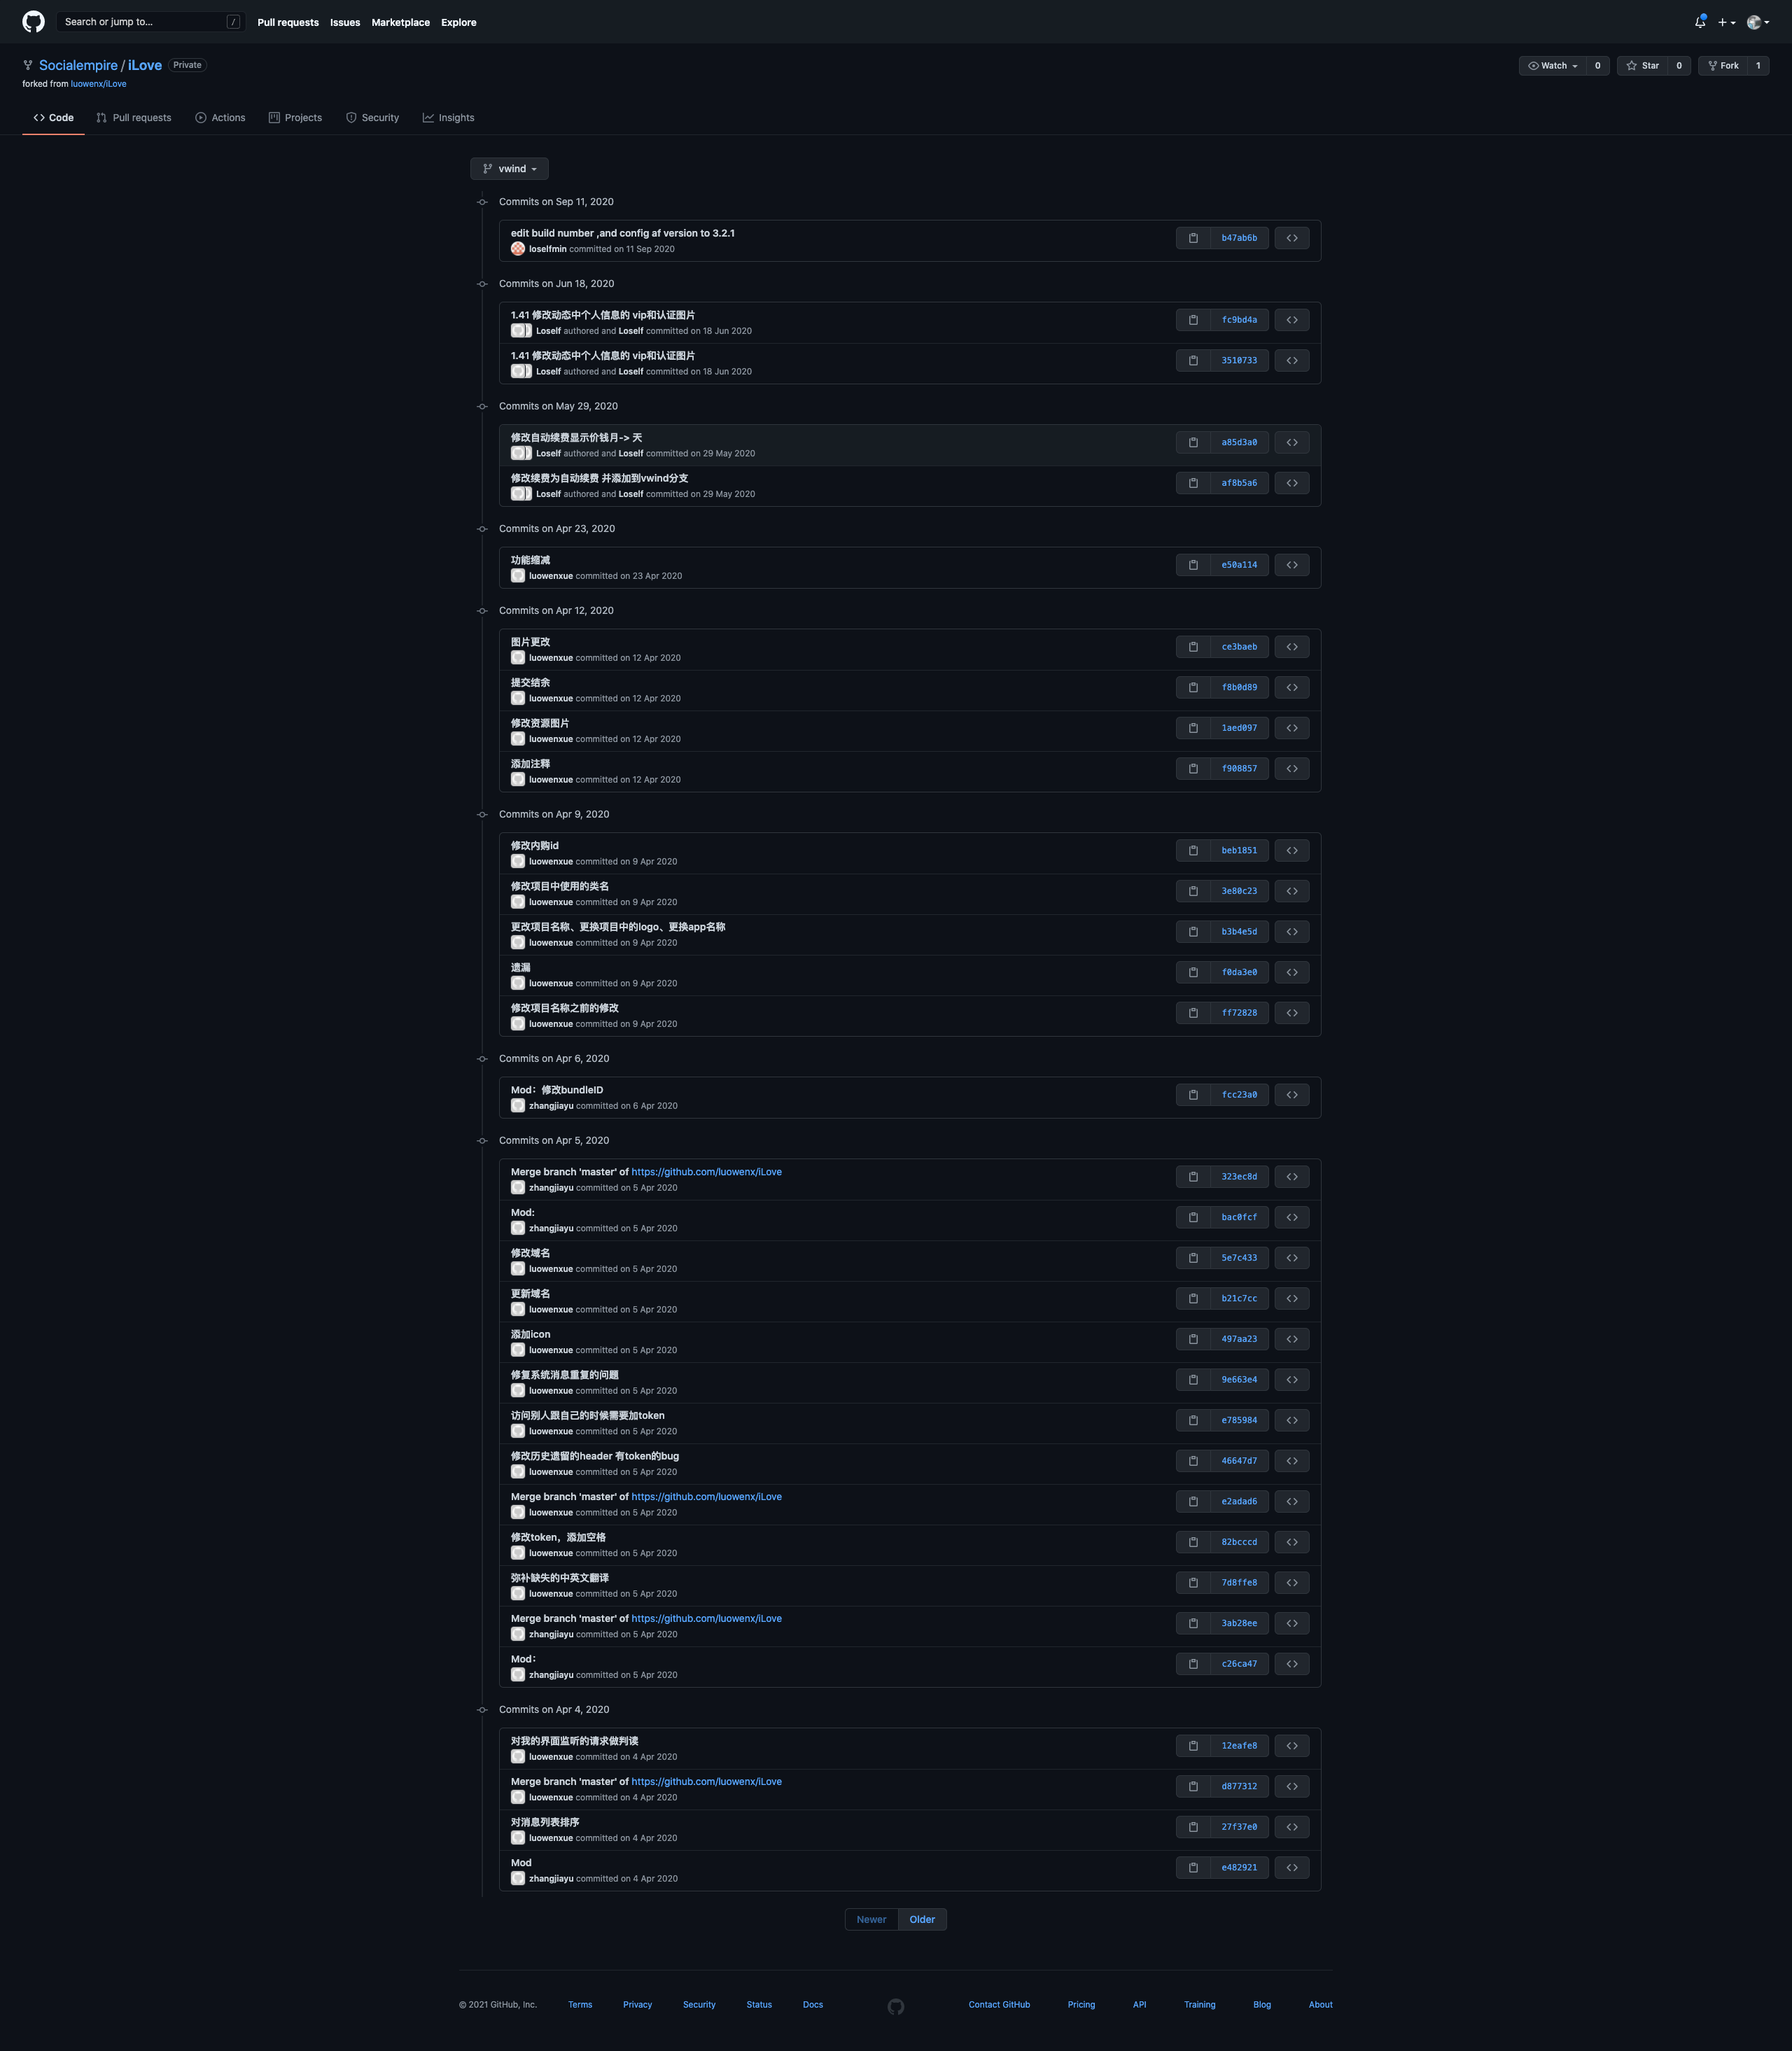 Search or jump to...
/
Pull requests
Issues
Marketplace
Explore
Socialempire / iLove
Private
forked from luowenx/iLove
Watch
0
Star
0
Fork
1
Code
Pull requests
Actions
Projects
Security
Insights
vwind
Commits on Sep 11, 2020
edit build number ,and config af version to 3.2.1
loselfmin committed on 11 Sep 2020
b47ab6b
Commits on Jun 18, 2020
1.41 修改动态中个人信息的 vip和认证图片
Loself authored and Loself committed on 18 Jun 2020
fc9bd4a
1.41 修改动态中个人信息的 vip和认证图片
Loself authored and Loself committed on 18 Jun 2020
3510733
Commits on May 29, 2020
修改自动续费显示价钱月-> 天
Loself authored and Loself committed on 29 May 2020
a85d3a0
修改续费为自动续费 并添加到vwind分支
Loself authored and Loself committed on 29 May 2020
af8b5a6
Commits on Apr 23, 2020
功能缩减
luowenxue committed on 23 Apr 2020
e50a114
Commits on Apr 12, 2020
图片更改
luowenxue committed on 12 Apr 2020
ce3baeb
提交结余
luowenxue committed on 12 Apr 2020
f8b0d89
修改资源图片
luowenxue committed on 12 Apr 2020
1aed097
添加注释
luowenxue committed on 12 Apr 2020
f908857
Commits on Apr 9, 2020
修改内购id
luowenxue committed on 9 Apr 2020
beb1851
修改项目中使用的类名
luowenxue committed on 9 Apr 2020
3e80c23
更改项目名称、更换项目中的logo、更换app名称
luowenxue committed on 9 Apr 2020
b3b4e5d
遗漏
luowenxue committed on 9 Apr 2020
f0da3e0
修改项目名称之前的修改
luowenxue committed on 9 Apr 2020
ff72828
Commits on Apr 6, 2020
Mod：修改bundleID
zhangjiayu committed on 6 Apr 2020
fcc23a0
Commits on Apr 5, 2020
Merge branch 'master' of https://github.com/luowenx/iLove
zhangjiayu committed on 5 Apr 2020
323ec8d
Mod:
zhangjiayu committed on 5 Apr 2020
bac0fcf
修改域名
luowenxue committed on 5 Apr 2020
5e7c433
更新域名
luowenxue committed on 5 Apr 2020
b21c7cc
添加icon
luowenxue committed on 5 Apr 2020
497aa23
修复系统消息重复的问题
luowenxue committed on 5 Apr 2020
9e663e4
访问别人跟自己的时候需要加token
luowenxue committed on 5 Apr 2020
e785984
修改历史遗留的header 有token的bug
luowenxue committed on 5 Apr 2020
46647d7
Merge branch 'master' of https://github.com/luowenx/iLove
luowenxue committed on 5 Apr 2020
e2adad6
修改token，添加空格
luowenxue committed on 5 Apr 2020
82bcccd
弥补缺失的中英文翻译
luowenxue committed on 5 Apr 2020
7d8ffe8
Merge branch 'master' of https://github.com/luowenx/iLove
zhangjiayu committed on 5 Apr 2020
3ab28ee
Mod：
zhangjiayu committed on 5 Apr 2020
c26ca47
Commits on Apr 4, 2020
对我的界面监听的请求做判读
luowenxue committed on 4 Apr 2020
12eafe8
Merge branch 'master' of https://github.com/luowenx/iLove
luowenxue committed on 4 Apr 2020
d877312
对消息列表排序
luowenxue committed on 4 Apr 2020
27f37e0
Mod
zhangjiayu committed on 4 Apr 2020
e482921
Newer
Older
© 2021 GitHub, Inc.
Terms
Privacy
Security
Status
Docs
Contact GitHub
Pricing
API
Training
Blog
About